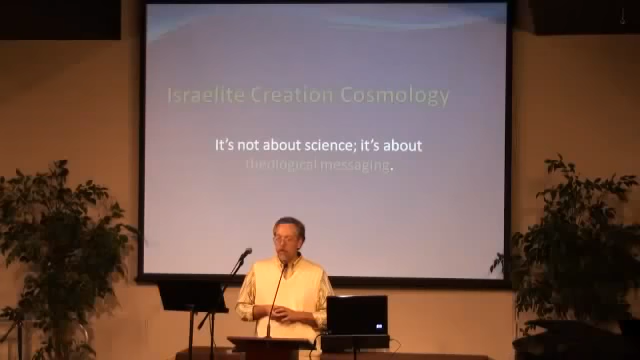 Israelite Creation Cosmology
It's not about science; it's about
theological messaging.